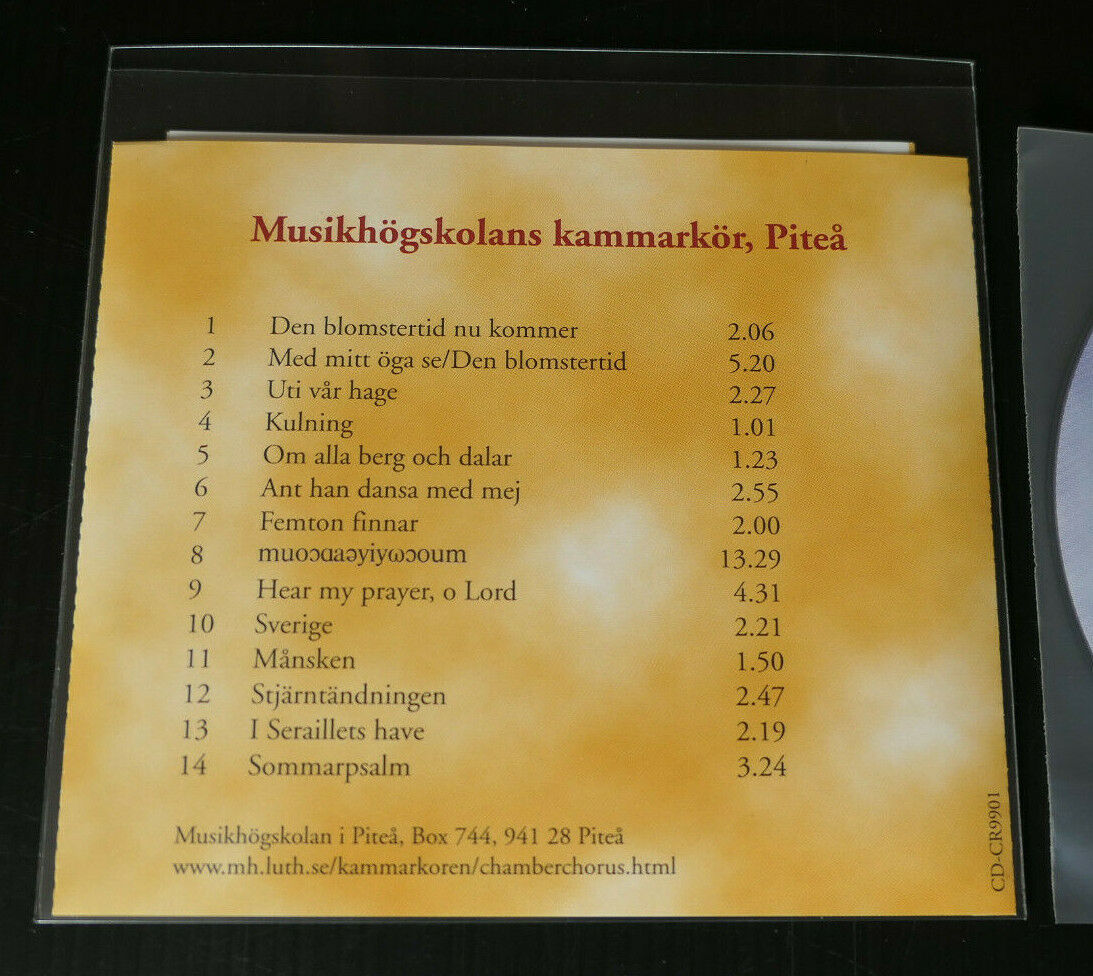 Musikhögskolans kammarkör, Piteå
1 Den blomstertid nu kommer 2.06
2 Med mitt öga se/Den blomstertid 5.20
3 Uti vår hage 2.27
4 Kulning 1.01
5 Om alla berg och dalar 1.23
6 Ant han dansa med mej 2.55
7 Femton finnar 2.00
8 muoɔɑaəyiyωɔoum 13.29
9 Hear my prayer, o Lord 4.31
10 Sverige 2.21
11 Månsken 1.50
12 Stjärntändningen 2.47
13 I Seraillets have 2.19
14 Sommarpsalm 3.24
Musikhögskolan i Piteå, Box 744, 941 28 Piteå
www.mh.luth.se/kammarkoren/chamberchorus.html
CD-CR9901